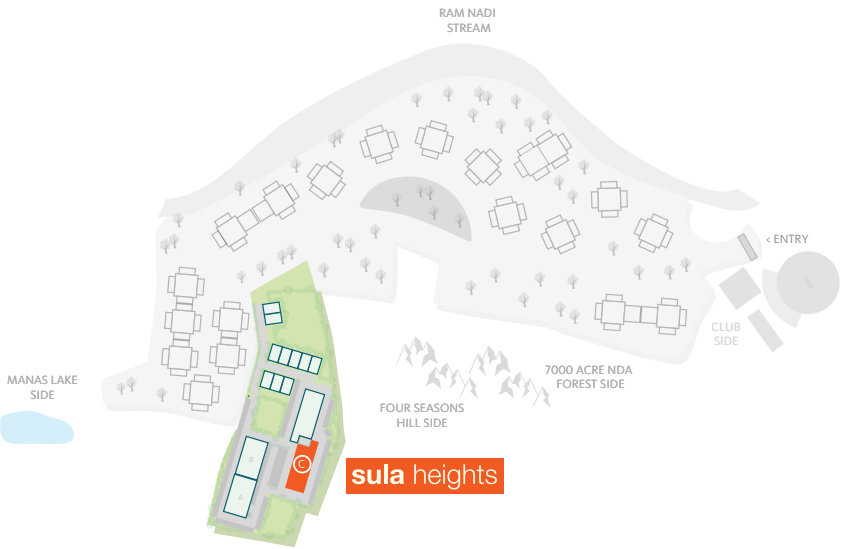 RAM NADI
STREAM
< ENTRY
CLUB
SIDE
7000 ACRE NDA
FOREST SIDE
MANAS LAKE
SIDE
FOUR SEASONS
HILL SIDE
B
C
A
sula heights